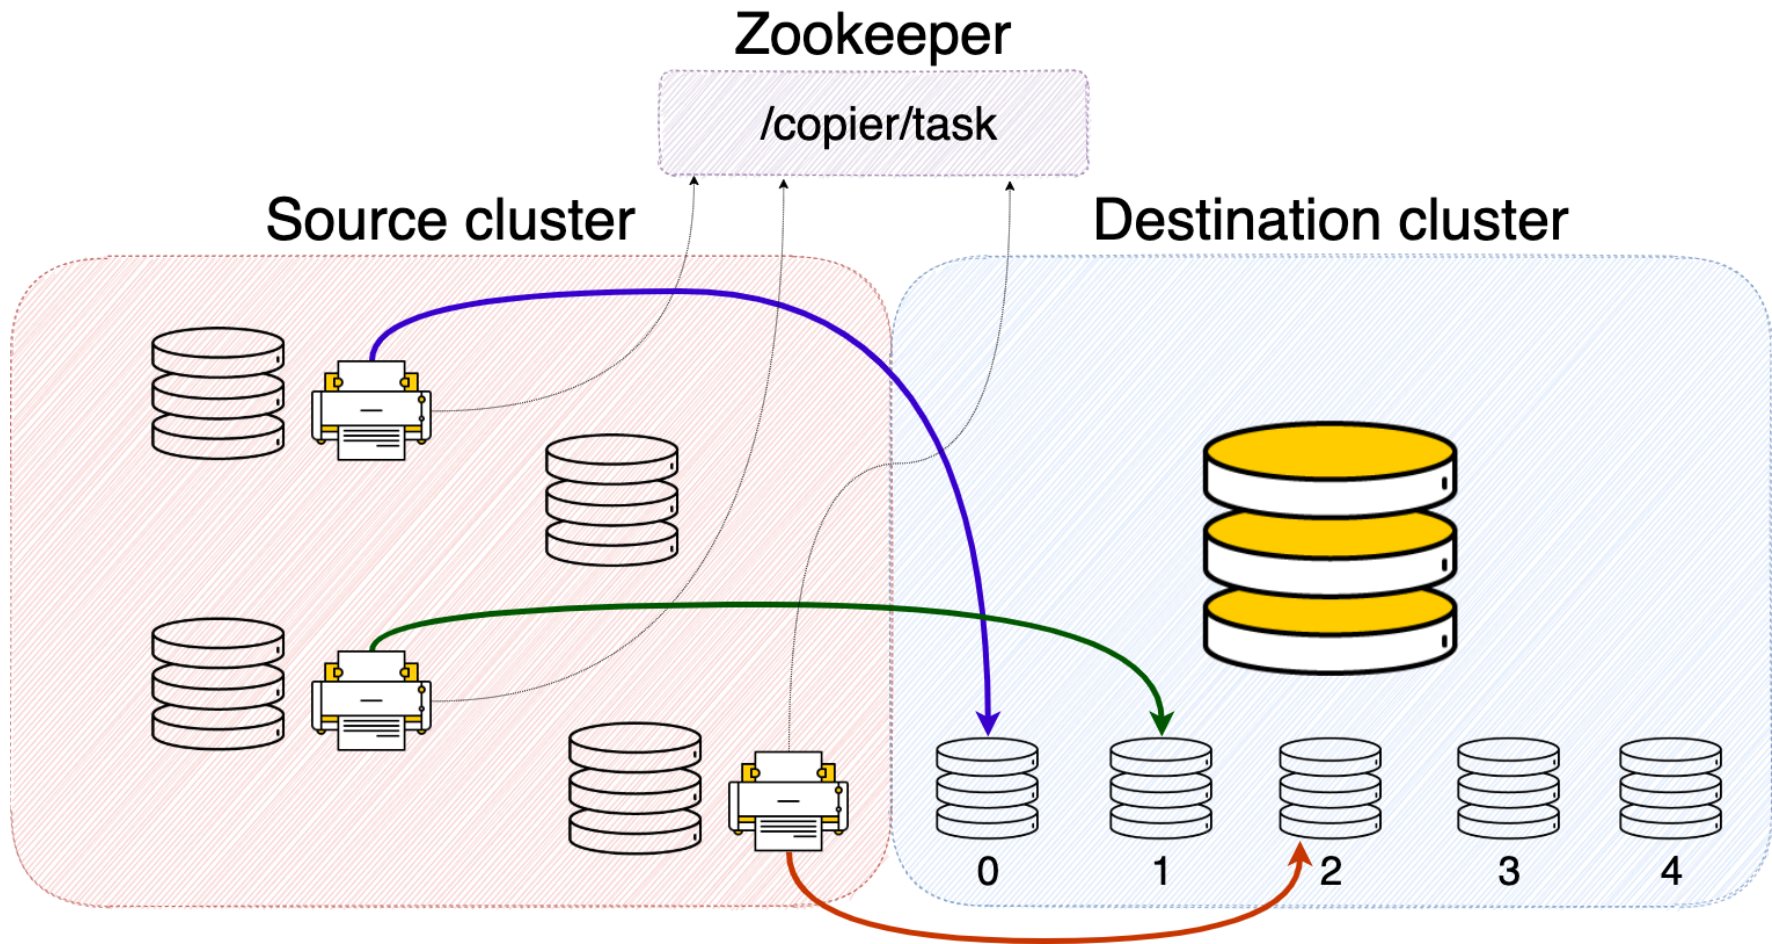 Zookeeper
/copier/task
Source cluster
Destination cluster
0
1
2
3
4